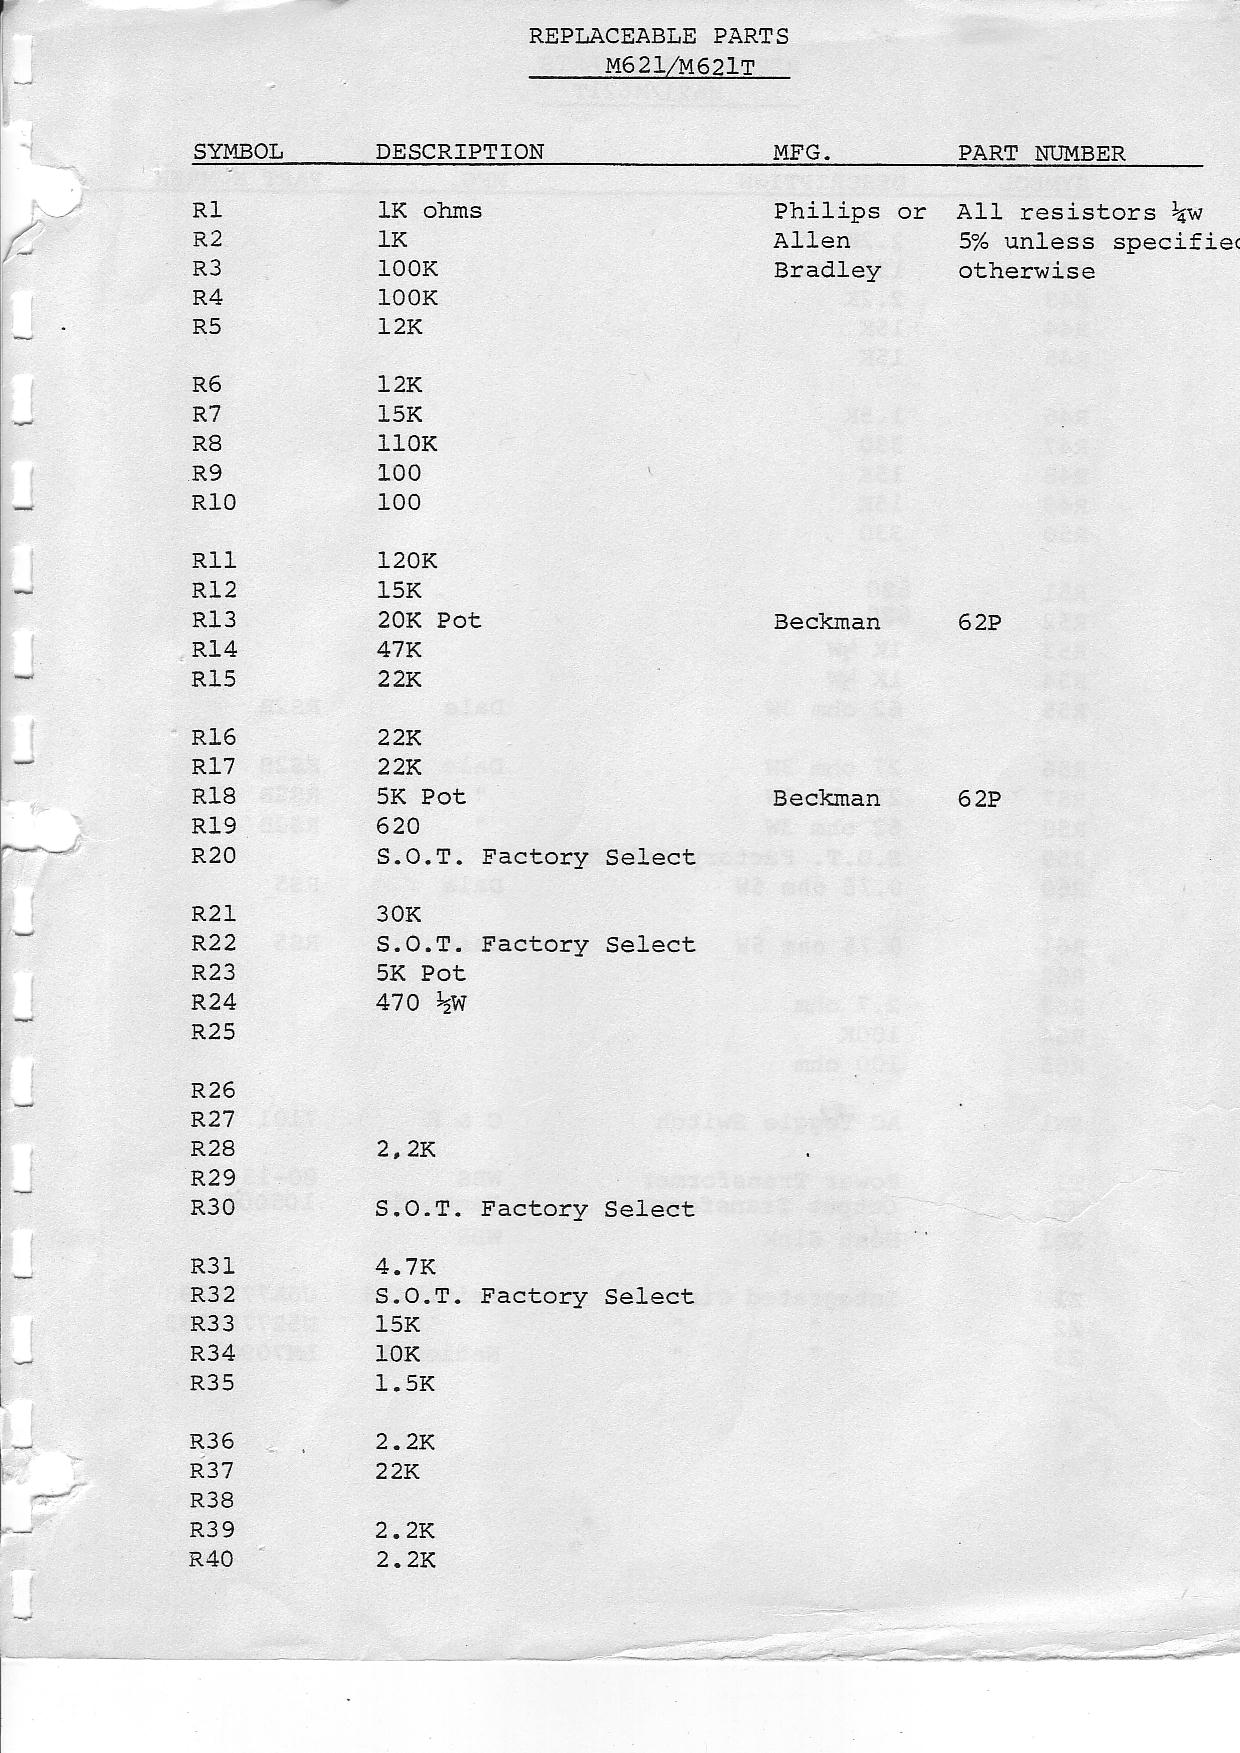 REPLACEABLE PARTS
M621/M621T
SYMBOL DESCRIPTION MFG. PART NUMBER
R1 1K ohms Philips or All resistors ¼w
R2 1K Allen 5% unless specified
R3 100K Bradley otherwise
R4 100K
R5 12K
R6 12K
R7 15K
R8 110K
R9 100
R10 100
R11 120K
R12 15K
R13 20K Pot Beckman 62P
R14 47K
R15 22K
R16 22K
R17 22K
R18 5K Pot Beckman 62P
R19 620
R20 S.O.T. Factory Select
R21 30K
R22 S.O.T. Factory Select
R23 5K Pot
R24 470 ½W
R25
R26
R27
R28 2,2K
R29
R30 S.O.T. Factory Select
R31 4.7K
R32 S.O.T. Factory Select
R33 15K
R34 10K
R35 1.5K
R36 2.2K
R37 22K
R38
R39 2.2K
R40 2.2K